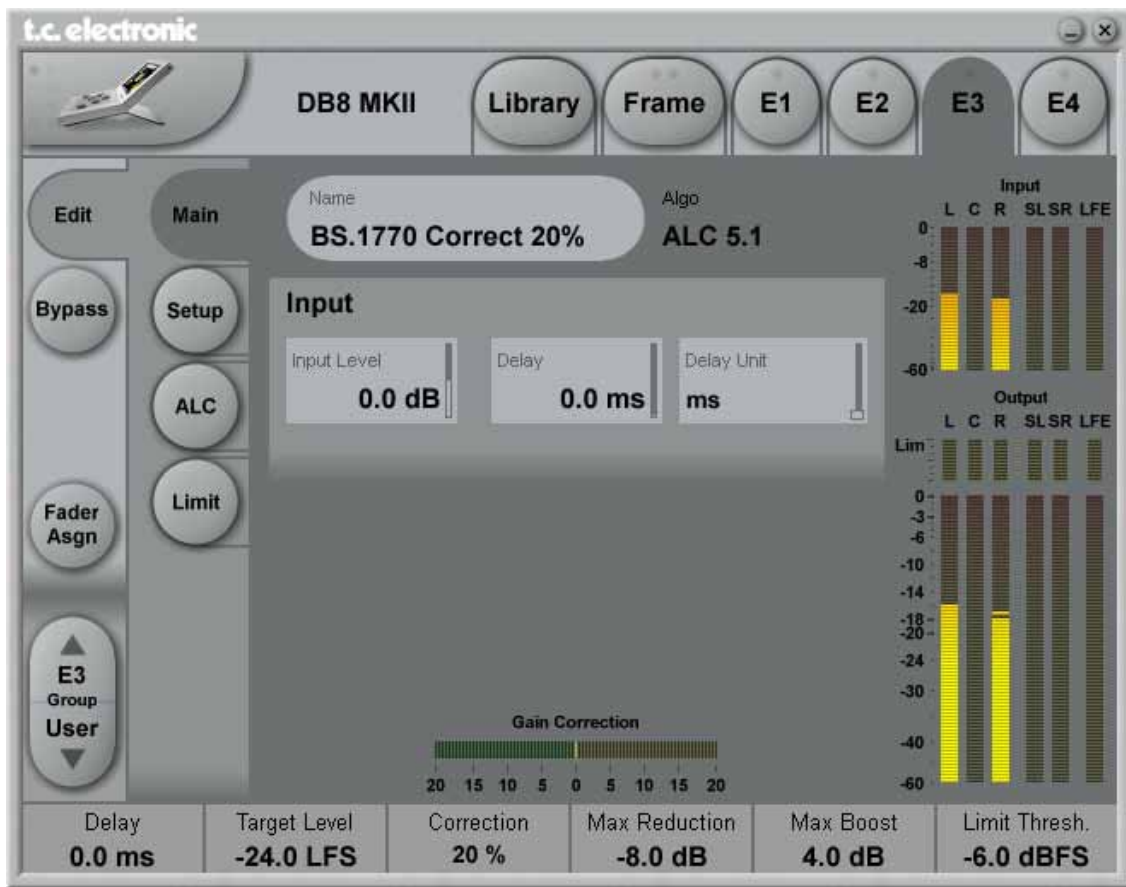 t.c. electronic
DB8 MKII
Library
Frame
E1
E2
E3
E4
Edit
Main
Name
BS.1770 Correct 20%
Algo
ALC 5.1
Bypass
Setup
ALC
Limit
Fader
Asgn
E3
Group
User
Input
Input Level
0.0 dB
Delay
0.0 ms
Delay Unit
ms
Gain Correction
20 15 10 5 0 5 10 15 20
Input
L C R SL SR LFE
0
-8
-20
-60
Output
L C R SL SR LFE
Lim
0
-3
-6
-10
-14
-18
-20
-24
-30
-40
-60
Delay
0.0 ms
Target Level
-24.0 LFS
Correction
20 %
Max Reduction
-8.0 dB
Max Boost
4.0 dB
Limit Thresh.
-6.0 dBFS